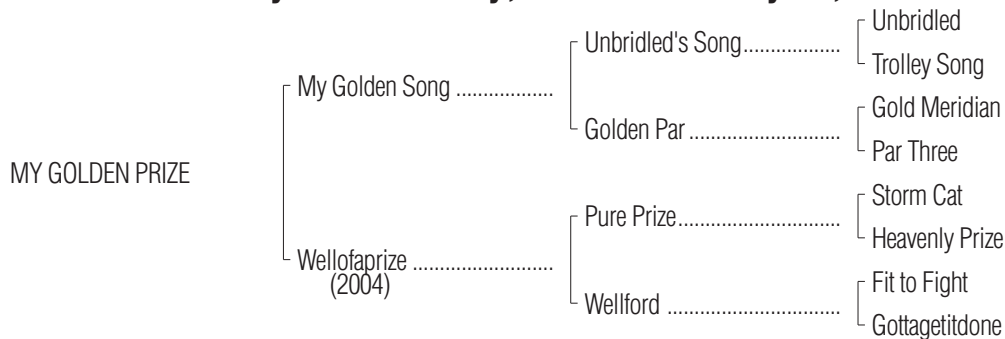 Unbridled
Unbridled's Song..................
Trolley Song
My Golden Song ..................
Gold Meridian
Golden Par ............................
Par Three
MY GOLDEN PRIZE
Storm Cat
Pure Prize..............................
Heavenly Prize
Wellofaprize ..........................
(2004)
Fit to Fight
Wellford ................................
Gottagetitdone